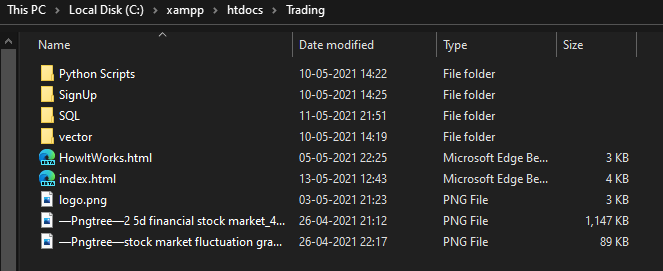 This PC > Local Disk (C:) > xampp > htdocs > Trading
Name Date modified Type Size
Python Scripts 10-05-2021 14:22 File folder
SignUp 10-05-2021 14:25 File folder
SQL 11-05-2021 21:51 File folder
vector 10-05-2021 14:19 File folder
HowItWorks.html 05-05-2021 22:25 Microsoft Edge Be... 3 KB
index.html 13-05-2021 12:43 Microsoft Edge Be... 4 KB
logo.png 03-05-2021 21:23 PNG File 3 KB
—Pngtree—2 5d financial stock market_4... 26-04-2021 21:12 PNG File 1,147 KB
—Pngtree—stock market fluctuation gra... 26-04-2021 22:17 PNG File 89 KB